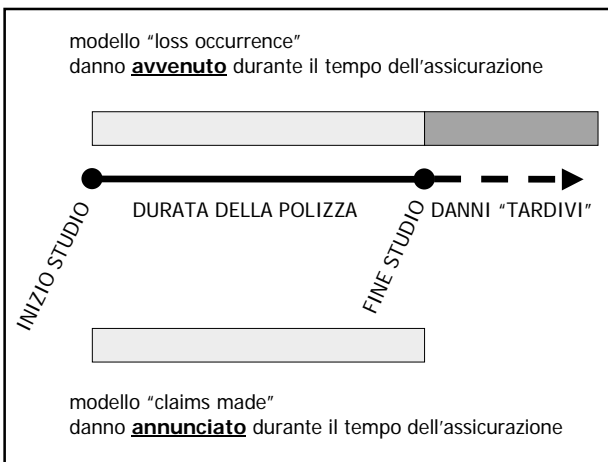 modello “loss occurrence”
danno avvenuto durante il tempo dell’assicurazione
DURATA DELLA POLIZZA
DANNI “TARDIVI”
INIZIO STUDIO
FINE STUDIO
modello “claims made”
danno annunciato durante il tempo dell’assicurazione